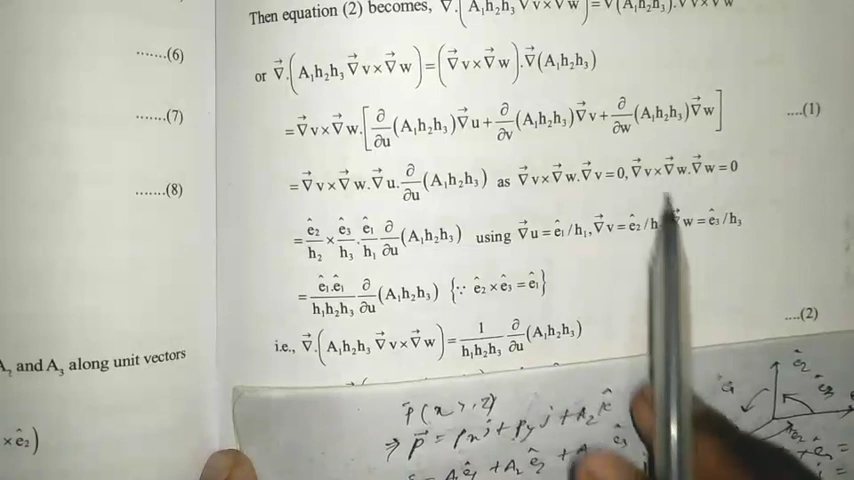 Then equation (2) becomes, ∇⃗.(A₁h₂h₃ ∇⃗v×∇⃗w)=∇⃗(A₁h₂h₃).∇⃗v×∇⃗w
.......(6)
or ∇⃗.(A₁h₂h₃ ∇⃗v×∇⃗w)=(∇⃗v×∇⃗w).∇⃗(A₁h₂h₃)
.......(7)
=∇⃗v×∇⃗w.[∂/∂u(A₁h₂h₃)∇⃗u+∂/∂v(A₁h₂h₃)∇⃗v+∂/∂w(A₁h₂h₃)∇⃗w] ....(1)
.......(8)
=∇⃗v×∇⃗w.∇⃗u.∂/∂u(A₁h₂h₃) as ∇⃗v×∇⃗w.∇⃗v=0,∇⃗v×∇⃗w.∇⃗w=0
=ê₂/h₂×ê₃/h₃.ê₁/h₁ ∂/∂u(A₁h₂h₃) using ∇⃗u=ê₁/h₁,∇⃗v=ê₂/h w=ê₃/h₃
=ê₁.ê₁/h₁h₂h₃ ∂/∂u(A₁h₂h₃) {∵ ê₂×ê₃=ê₁}
i.e., ∇⃗.(A₁h₂h₃ ∇⃗v×∇⃗w)=1/h₁h₂h₃ ∂/∂u(A₁h₂h₃) ....(2)
A₂ and A₃ along unit vectors
×ê₂)